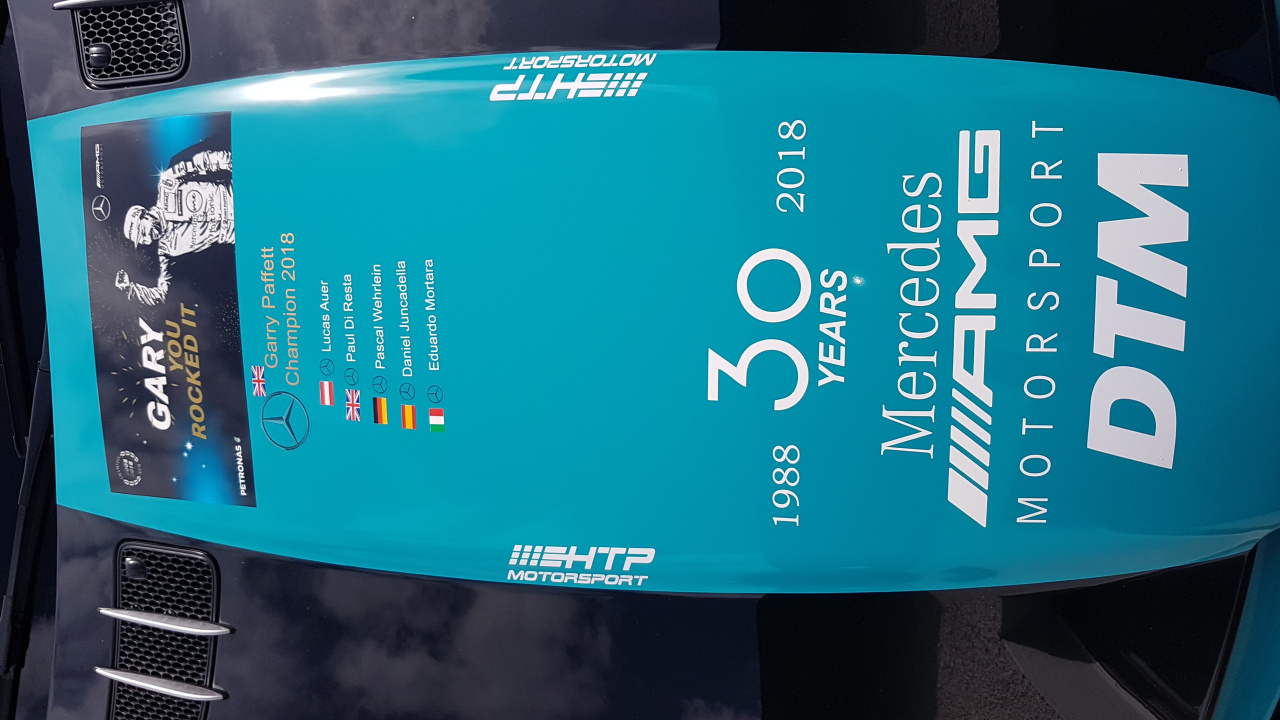 AMG
GARY
YOU
ROCKED IT.
PETRONAS
Garry Paffett
Champion 2018
Lucas Auer
Paul Di Resta
Pascal Wehrlein
Daniel Juncadella
Eduardo Mortara
HTP
MOTORSPORT
HTP
MOTORSPORT
1988 30 2018
YEARS
Mercedes
AMG
MOTORSPORT
DTM